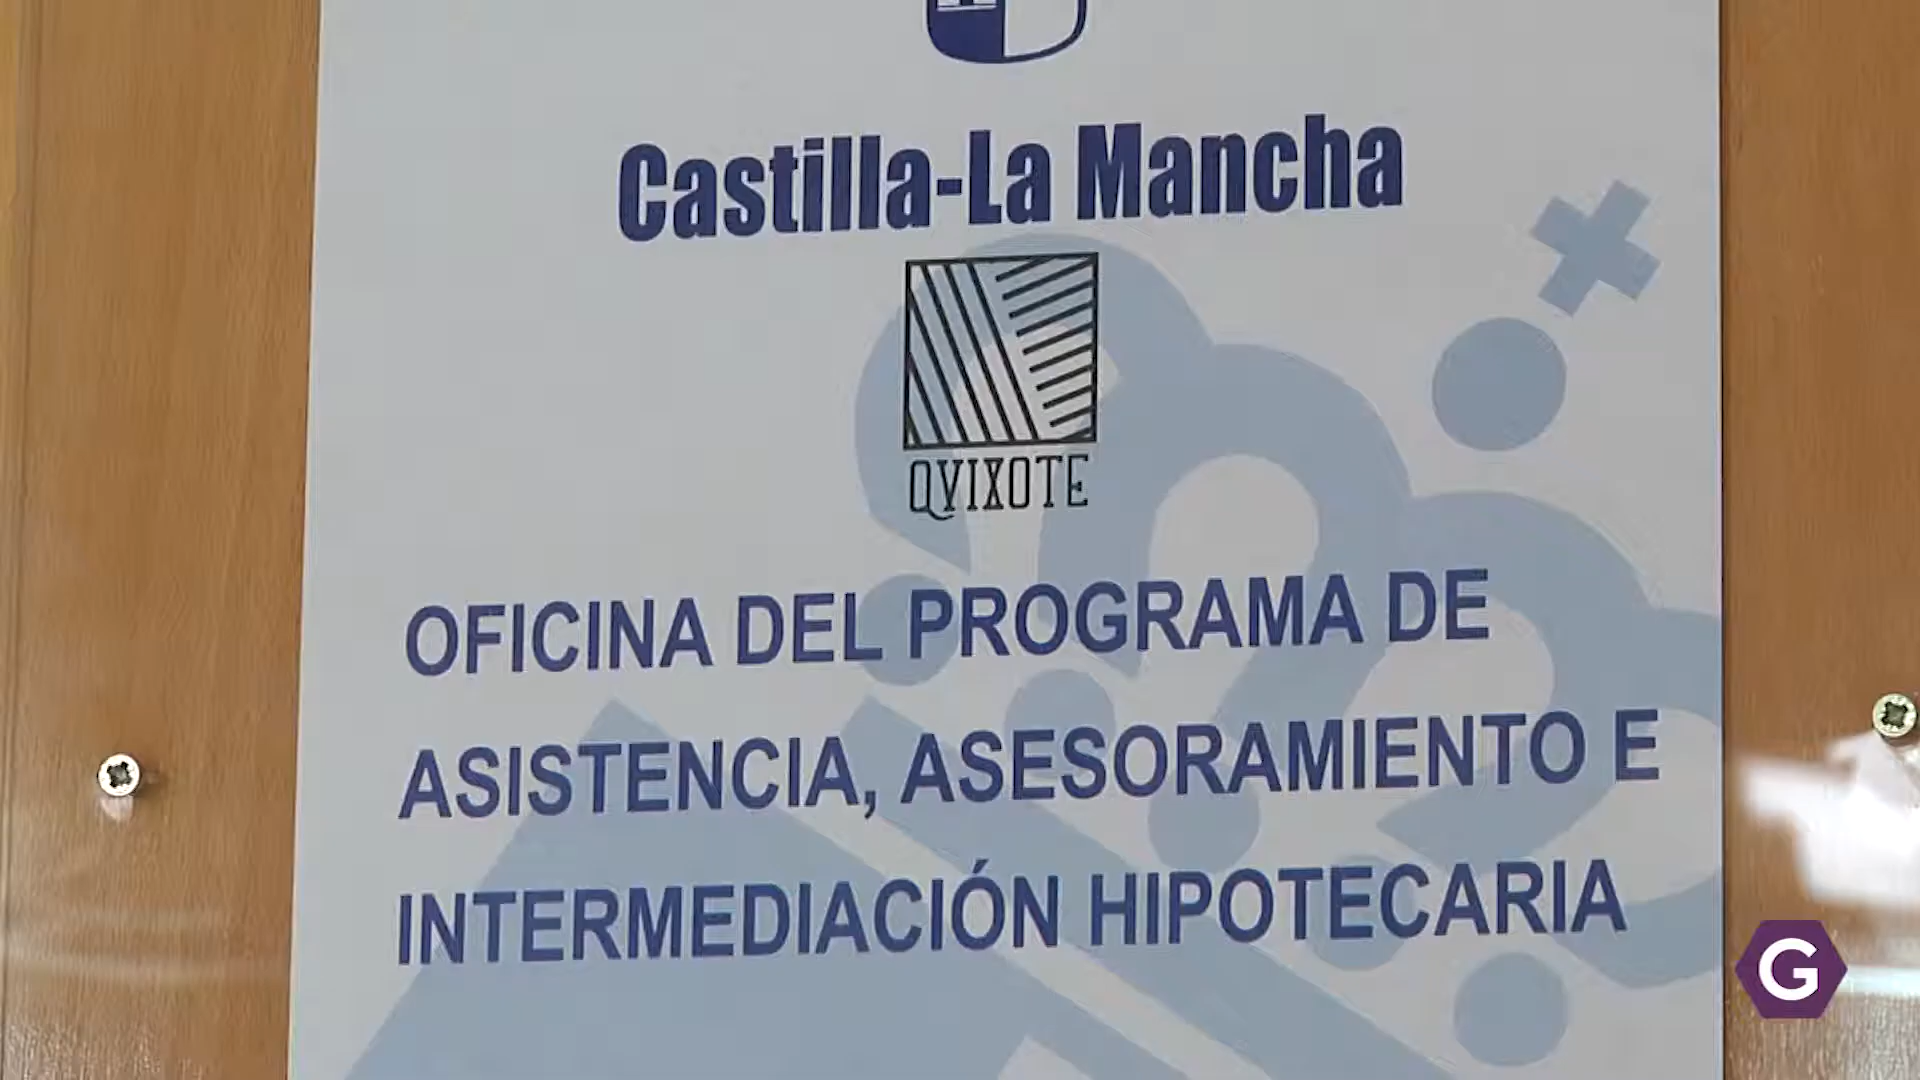 Castilla-La Mancha
QVIXOTE
OFICINA DEL PROGRAMA DE
ASISTENCIA, ASESORAMIENTO E
INTERMEDIACIÓN HIPOTECARIA
G